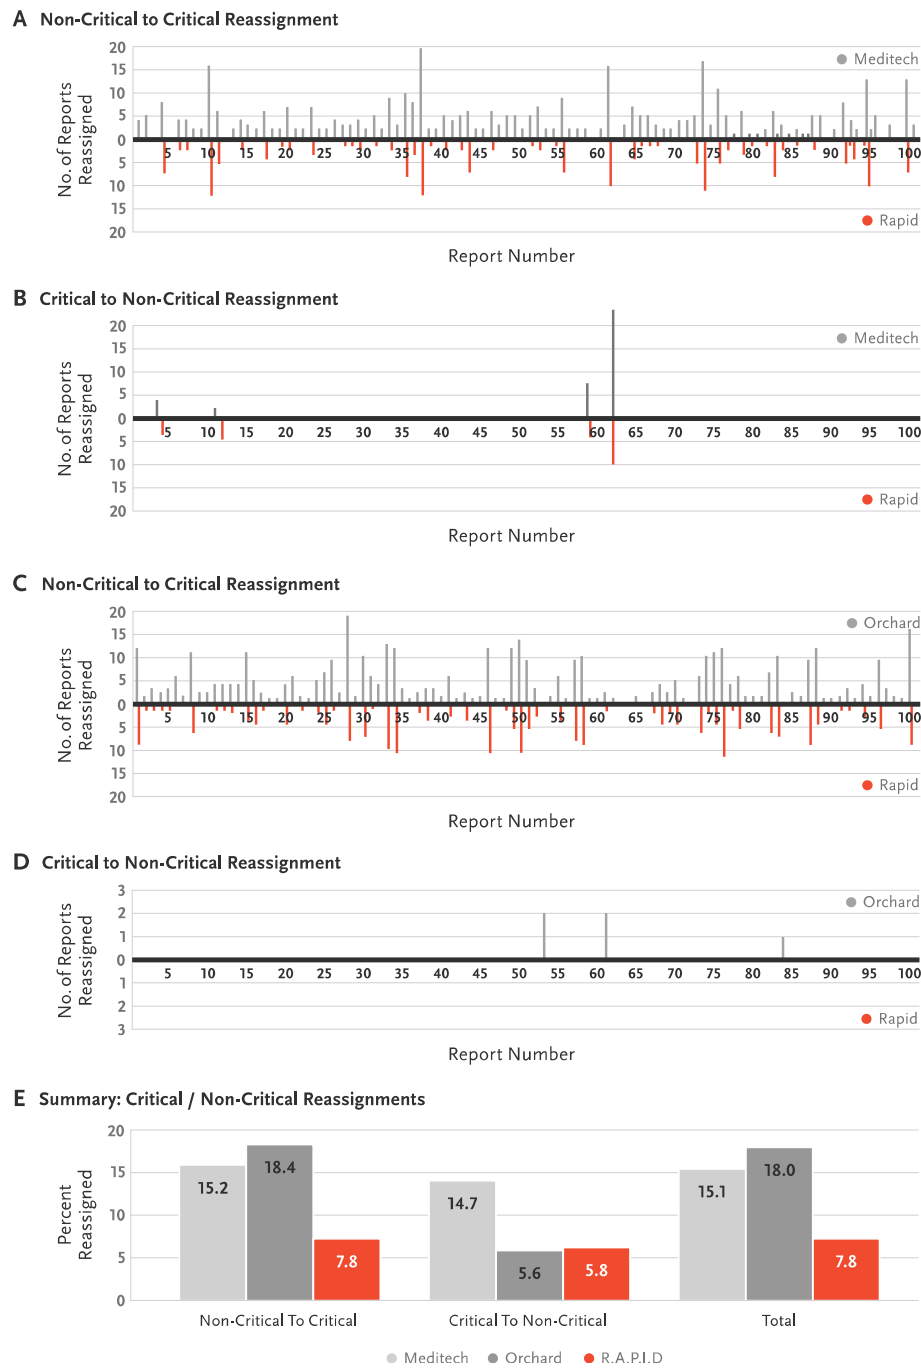 A Non-Critical to Critical Reassignment
20
15
10
5
0
5
10
15
20
No. of Reports
Reassigned
Meditech
5 10 15 20 25 30 35 40 45 50 55 60 65 70 75 80 85 90 95 100
Rapid
Report Number
B Critical to Non-Critical Reassignment
20
15
10
5
0
5
10
15
20
No. of Reports
Reassigned
Meditech
5 10 15 20 25 30 35 40 45 50 55 60 65 70 75 80 85 90 95 100
Rapid
Report Number
C Non-Critical to Critical Reassignment
20
15
10
5
0
5
10
15
20
No. of Reports
Reassigned
Orchard
5 10 15 20 25 30 35 40 45 50 55 60 65 70 75 80 85 90 95 100
Rapid
Report Number
D Critical to Non-Critical Reassignment
3
2
1
0
1
2
3
No. of Reports
Reassigned
Orchard
5 10 15 20 25 30 35 40 45 50 55 60 65 70 75 80 85 90 95 100
Rapid
Report Number
E Summary: Critical / Non-Critical Reassignments
20
15
10
5
0
Percent
Reassigned
15.2 18.4 7.8 14.7 5.6 5.8 15.1 18.0 7.8
Non-Critical To Critical Critical To Non-Critical Total
Meditech Orchard R.A.P.I.D